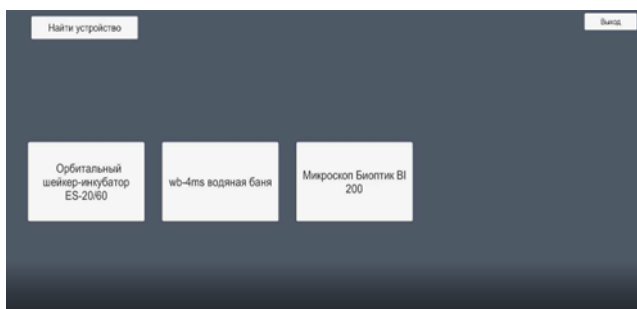 Найти устройство
Выход
Орбитальный
шейкер-инкубатор
ES-20/60
wb-4ms водяная баня
Микроскоп Биоптик BI
200